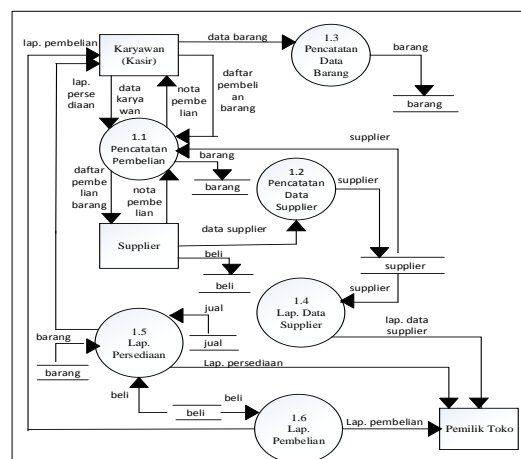 lap. pembelian
Karyawan
(Kasir)
data barang
1.3
Pencatatan
Data
Barang
barang
barang
lap.
perse
diaan
data
karya
wan
nota
pembe
lian
daftar
pembeli
an
barang
1.1
Pencatatan
Pembelian
supplier
barang
barang
1.2
Pencatatan
Data
Supplier
supplier
daftar
pembe
lian
barang
nota
pembe
lian
data supplier
Supplier
beli
beli
supplier
supplier
1.4
Lap. Data
Supplier
lap. data
supplier
jual
jual
barang
barang
1.5
Lap.
Persediaan
Lap. persediaan
beli
beli
beli
1.6
Lap.
Pembelian
Lap. pembelian
Pemilik Toko